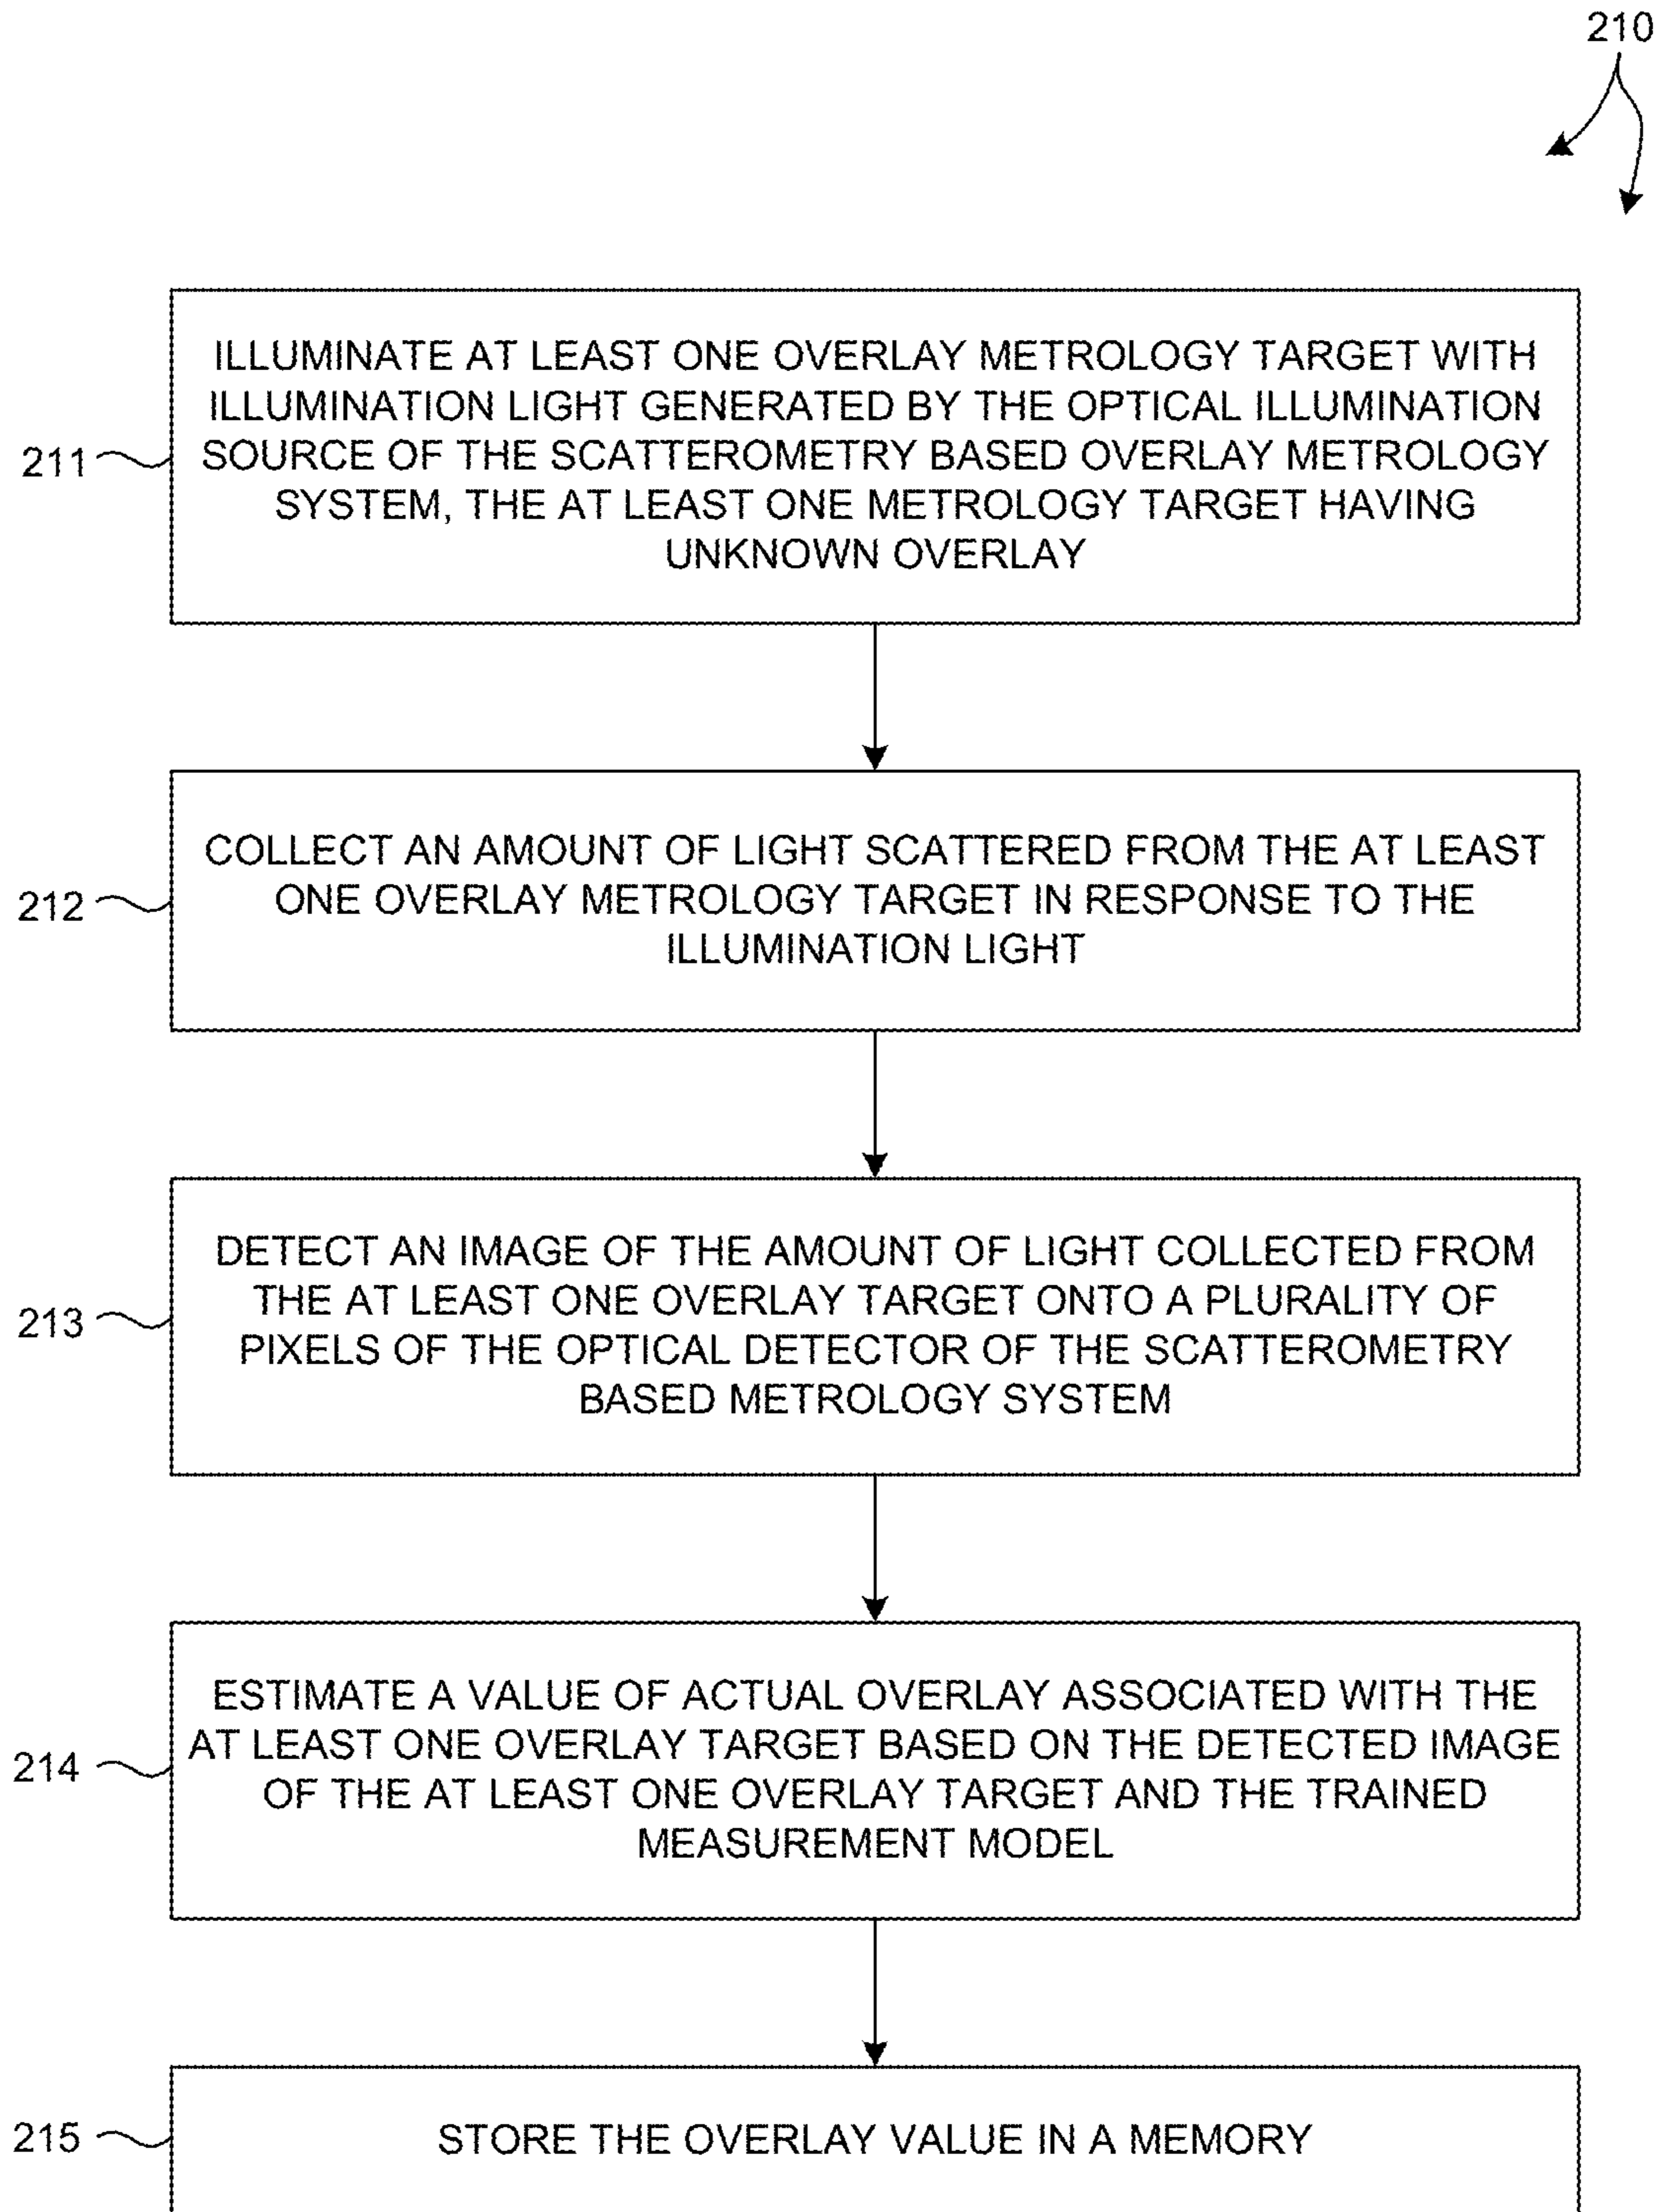 210
ILLUMINATE AT LEAST ONE OVERLAY METROLOGY TARGET WITH
ILLUMINATION LIGHT GENERATED BY THE OPTICAL ILLUMINATION
SOURCE OF THE SCATTEROMETRY BASED OVERLAY METROLOGY
SYSTEM, THE AT LEAST ONE METROLOGY TARGET HAVING
UNKNOWN OVERLAY
211
COLLECT AN AMOUNT OF LIGHT SCATTERED FROM THE AT LEAST
ONE OVERLAY METROLOGY TARGET IN RESPONSE TO THE
ILLUMINATION LIGHT
212
DETECT AN IMAGE OF THE AMOUNT OF LIGHT COLLECTED FROM
THE AT LEAST ONE OVERLAY TARGET ONTO A PLURALITY OF
PIXELS OF THE OPTICAL DETECTOR OF THE SCATTEROMETRY
BASED METROLOGY SYSTEM
213
ESTIMATE A VALUE OF ACTUAL OVERLAY ASSOCIATED WITH THE
AT LEAST ONE OVERLAY TARGET BASED ON THE DETECTED IMAGE
OF THE AT LEAST ONE OVERLAY TARGET AND THE TRAINED
MEASUREMENT MODEL
214
STORE THE OVERLAY VALUE IN A MEMORY
215